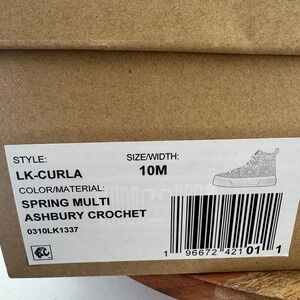 STYLE:
LK-CURLA
SIZE/WIDTH:
10M
COLOR/MATERIAL:
SPRING MULTI
ASHBURY CROCHET
0310LK1337
1 96672 42101 1